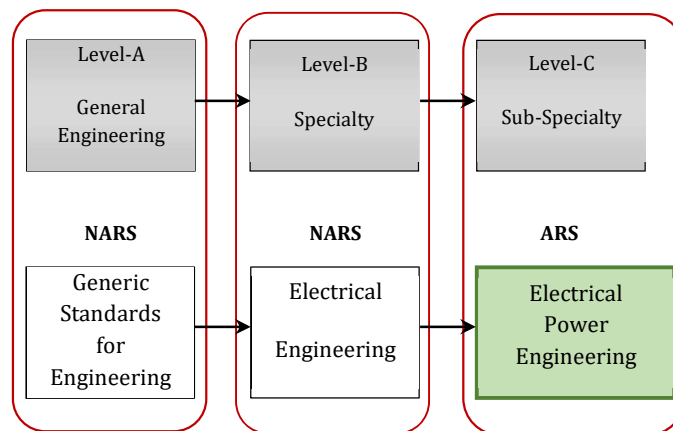 Level-A
General
Engineering
Level-B
Specialty
Level-C
Sub-Specialty
NARS
NARS
ARS
Generic
Standards
for
Engineering
Electrical
Engineering
Electrical
Power
Engineering